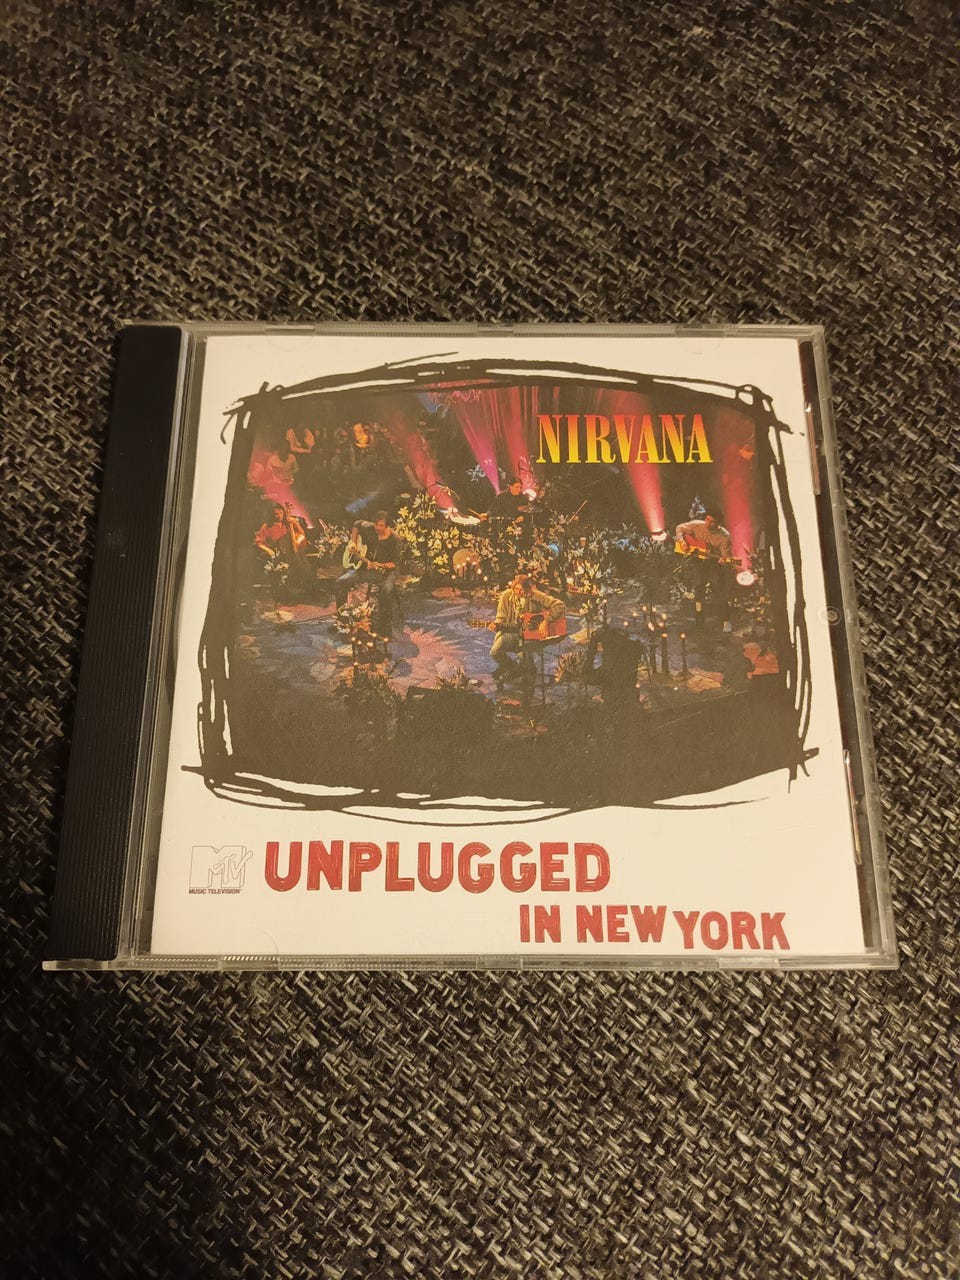 NIRVANA
MTV
MUSIC TELEVISION
UNPLUGGED
IN NEW YORK